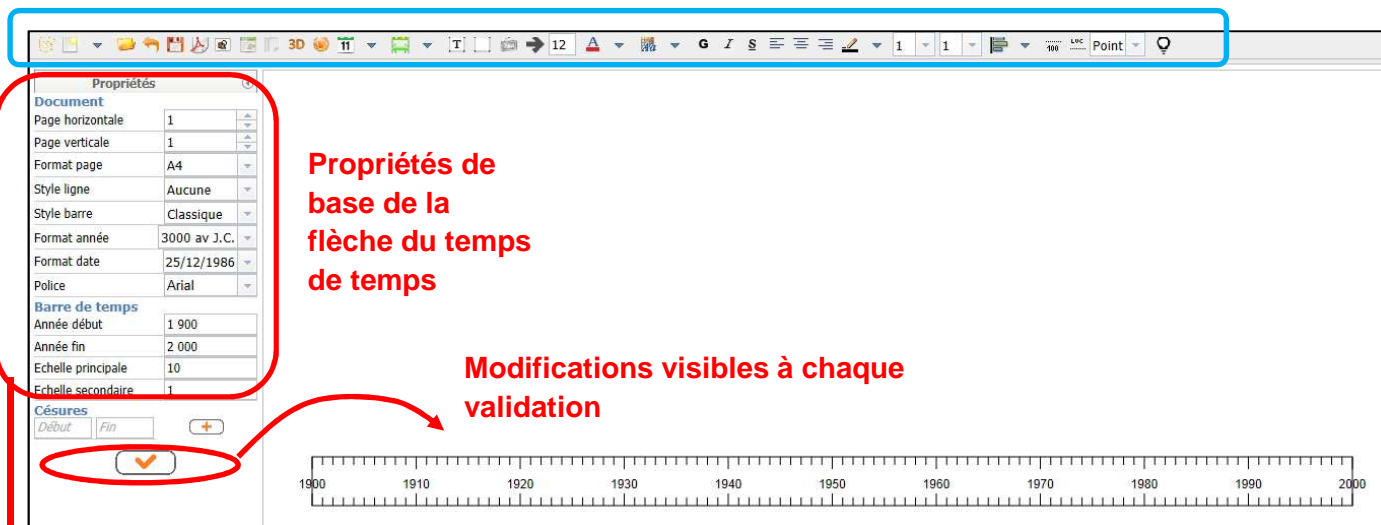 3D 11 T 12 A G I S 1 1 100 Loc Point
Propriétés
Document
Page horizontale 1
Page verticale 1
Format page A4
Style ligne Aucune
Style barre Classique
Format année 3000 av J.C.
Format date 25/12/1986
Police Arial
Barre de temps
Année début 1 900
Année fin 2 000
Echelle principale 10
Echelle secondaire 1
Césures
Début Fin +
Propriétés de
base de la
flèche du temps
de temps
Modifications visibles à chaque
validation
1900 1910 1920 1930 1940 1950 1960 1970 1980 1990 2000